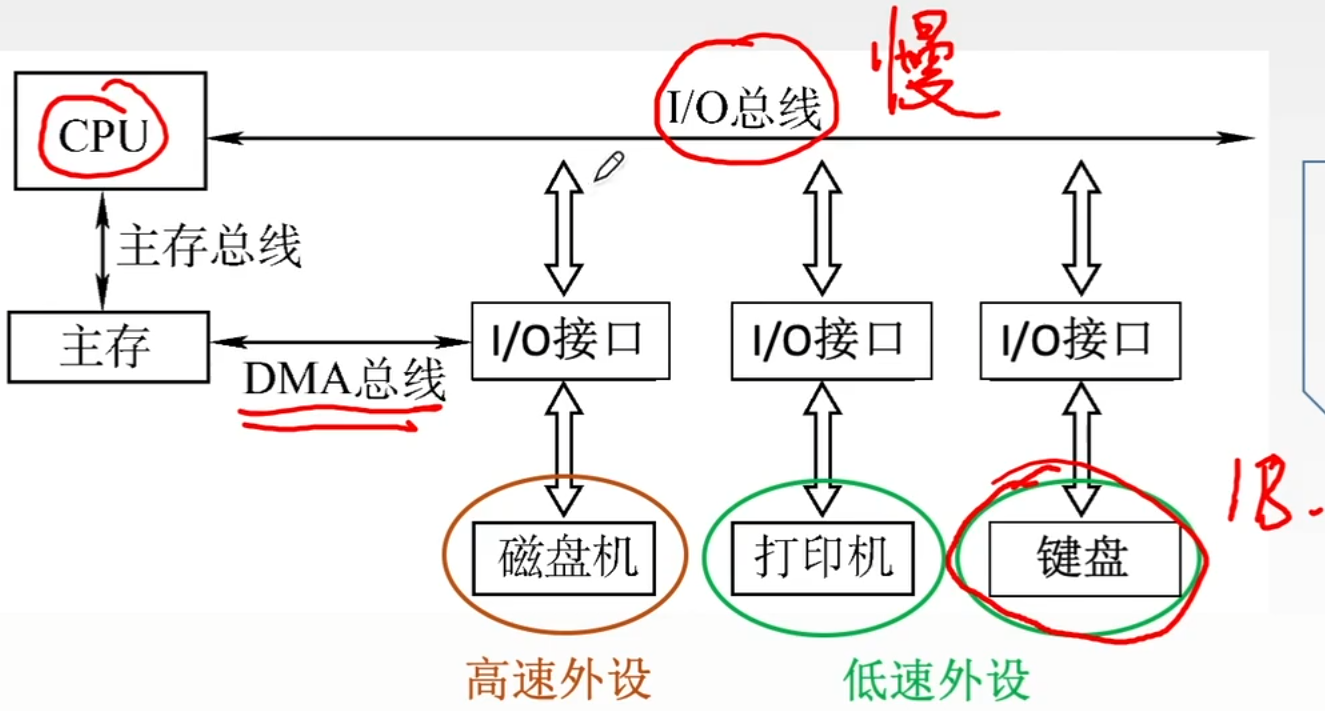 慢
I/O总线
CPU
主存总线
主存
DMA总线
I/O接口
I/O接口
I/O接口
1B.
磁盘机
打印机
键盘
高速外设
低速外设